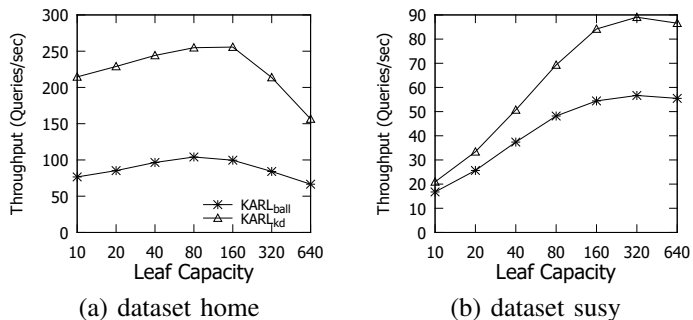 Throughput (Queries/sec)
300
250
200
150
100
50
0
KARLball
KARLkd
10 20 40 80 160 320 640
Leaf Capacity
(a) dataset home
Throughput (Queries/sec)
90
80
70
60
50
40
30
20
10
0
10 20 40 80 160 320 640
Leaf Capacity
(b) dataset susy